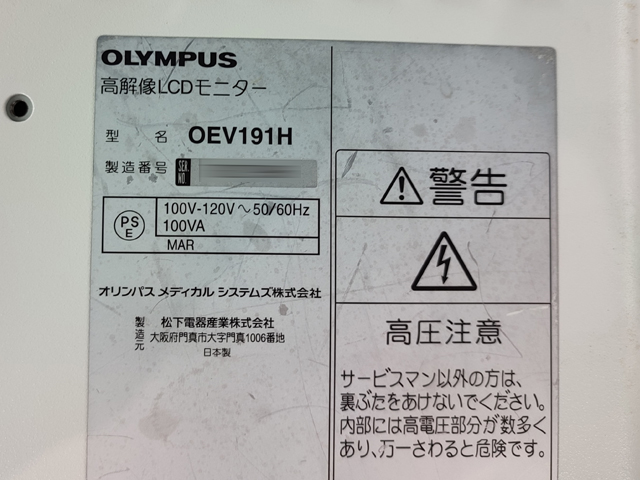 OLYMPUS
高解像LCDモニター
型 名 OEV191H
製造番号 SER NO
PS E
100V-120V～50/60Hz
100VA
MAR
オリンパス メディカル システムズ株式会社
製造元
松下電器産業株式会社
大阪府門真市大字門真1006番地
日本製
警告
高圧注意
サービスマン以外の方は、
裏ぶたをあけないでください。
内部には高電圧部分が数多く
あり、万一さわると危険です。